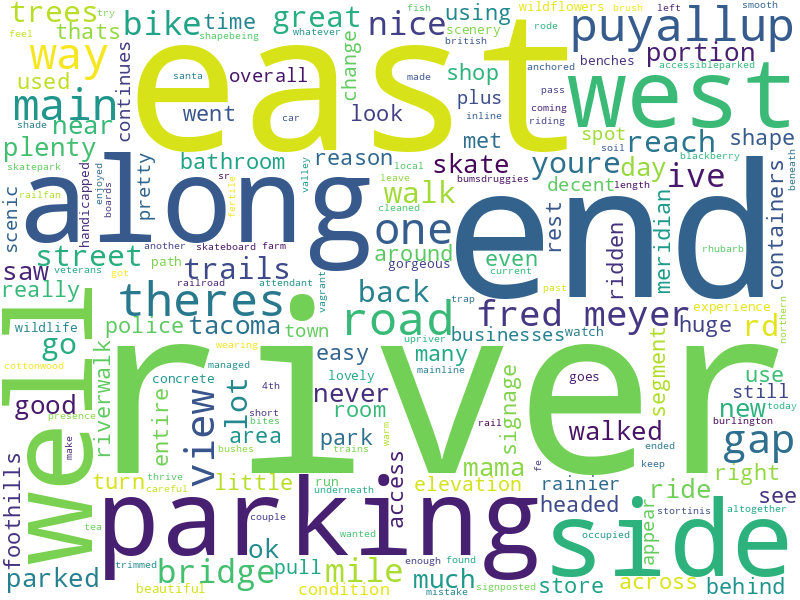 trees try bike great time thats shapebeing way used
east
fish using wildflowers brush left smooth nice scenery rode whatever british puyallup
continues santa overall change shop anchored benches portion
main went car look plus made pass accessibleparked west
near shade inline coming riding
plenty skatepark bathroom reason met spot soil reach shape
handicapped pretty local skate youre day blackberry beneath
along
railfan enjoyed boards sr fertile valley leave cleaned walk bumsdruggies decent length ive
end
scenic street another skateboard farm gorgeous one around even rest ridden meridian containers
saw veterans path trails railroad attendant got vagrant back current rhubarb
really theres trap past experience northern
wildlife police tacoma town road upriver fred meyer rd huge
go businesses watch
well
river
cottonwood riverwalk concrete wearing managed easy many mainline segment still today
good presence lovely never goes use
entire 4th room signage new burlington
view short lot bites area park rail walked gap
make bushes trains warm run mama fe ended keep right
foothills turn thrive careful little underneath access elevation rainier ride see
tea couple headed altogether
parking
side
appear stortinis
ok wanted occupied
parked trimmed bridge pull mile enough found much store across behind
beautiful condition mistake signposted